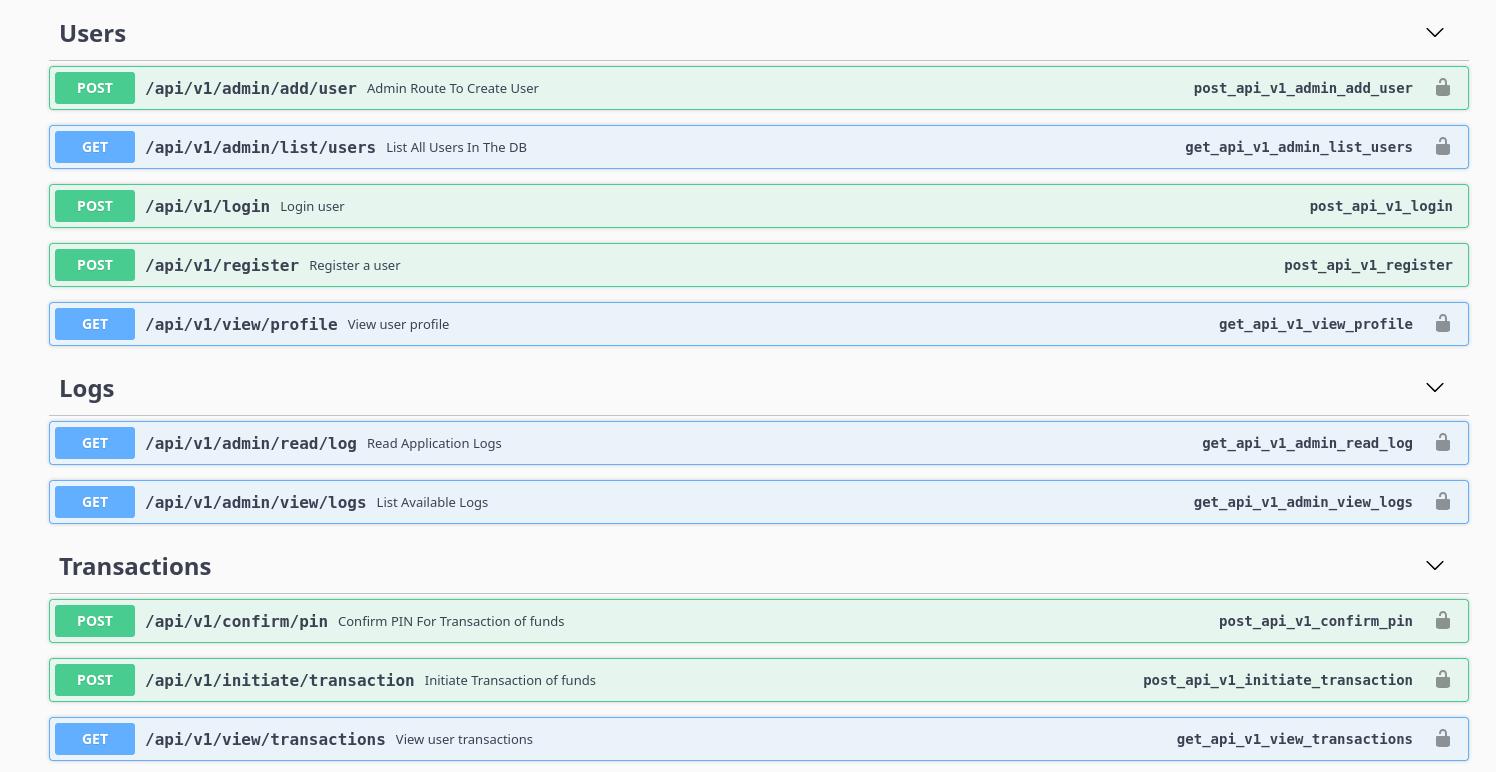 Users
POST /api/v1/admin/add/user Admin Route To Create User post_api_v1_admin_add_user
GET /api/v1/admin/list/users List All Users In The DB get_api_v1_admin_list_users
POST /api/v1/login Login user post_api_v1_login
POST /api/v1/register Register a user post_api_v1_register
GET /api/v1/view/profile View user profile get_api_v1_view_profile
Logs
GET /api/v1/admin/read/log Read Application Logs get_api_v1_admin_read_log
GET /api/v1/admin/view/logs List Available Logs get_api_v1_admin_view_logs
Transactions
POST /api/v1/confirm/pin Confirm PIN For Transaction of funds post_api_v1_confirm_pin
POST /api/v1/initiate/transaction Initiate Transaction of funds post_api_v1_initiate_transaction
GET /api/v1/view/transactions View user transactions get_api_v1_view_transactions